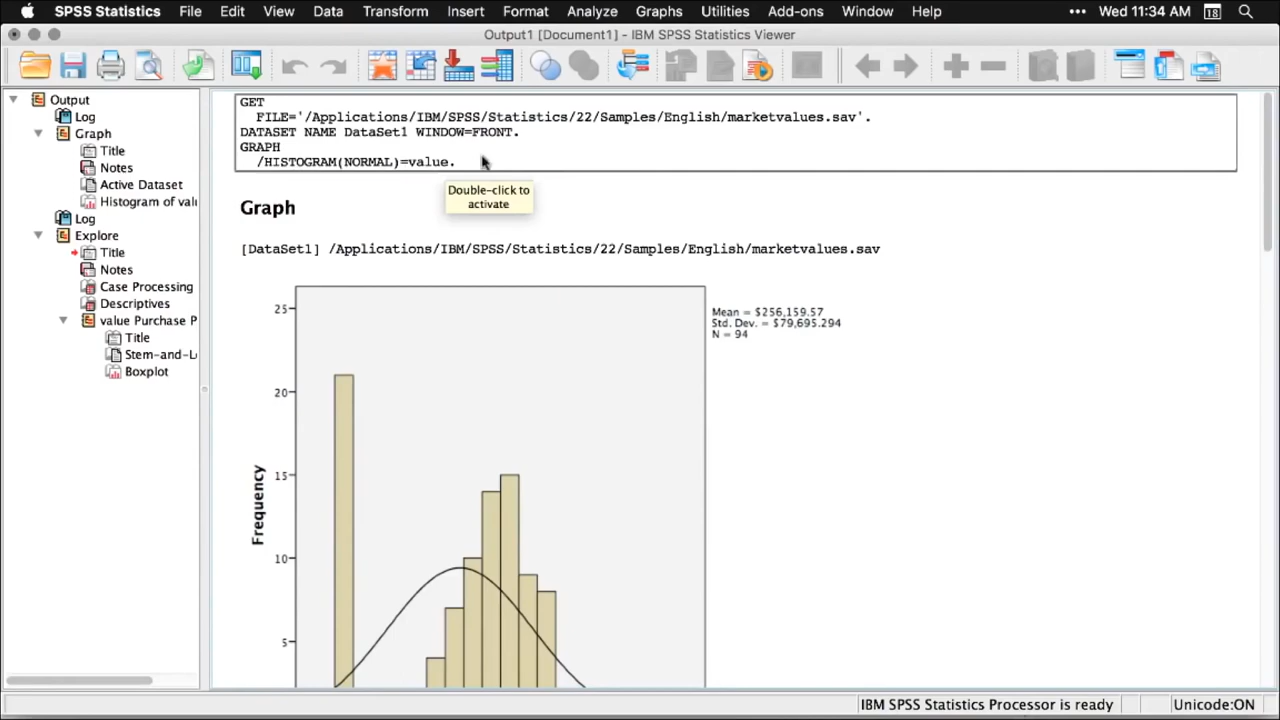 SPSS Statistics File Edit View Data Transform Insert Format Analyze Graphs Utilities Add-ons Window Help ••• Wed 11:34 AM 18
Output1 [Document1] - IBM SPSS Statistics Viewer
Output
Log
Graph
Title
Notes
Active Dataset
Histogram of valu
Log
Explore
Title
Notes
Case Processing
Descriptives
value Purchase P
Title
Stem-and-Le
Boxplot
GET
FILE='/Applications/IBM/SPSS/Statistics/22/Samples/English/marketvalues.sav'.
DATASET NAME DataSet1 WINDOW=FRONT.
GRAPH
/HISTOGRAM(NORMAL)=value.
Double-click to
activate
Graph
[DataSet1] /Applications/IBM/SPSS/Statistics/22/Samples/English/marketvalues.sav
Mean = $256,159.57
Std. Dev. = $79,695.294
N = 94
25
20
15
10
5
Frequency
IBM SPSS Statistics Processor is ready
Unicode:ON